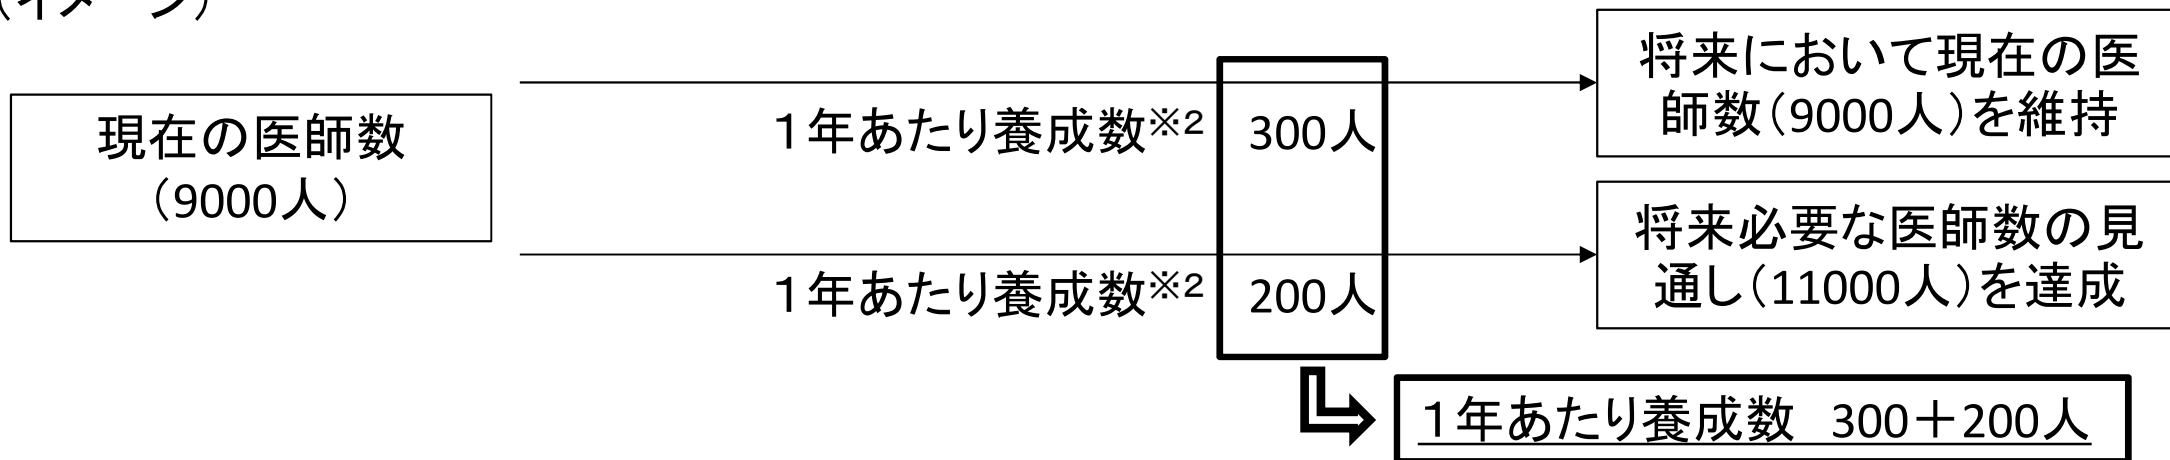 (イメージ)
現在の医師数
(9000人)
1年あたり養成数※2 300人
将来において現在の医
師数(9000人)を維持
1年あたり養成数※2 200人
将来必要な医師数の見
通し(11000人)を達成
1年あたり養成数 300+200人